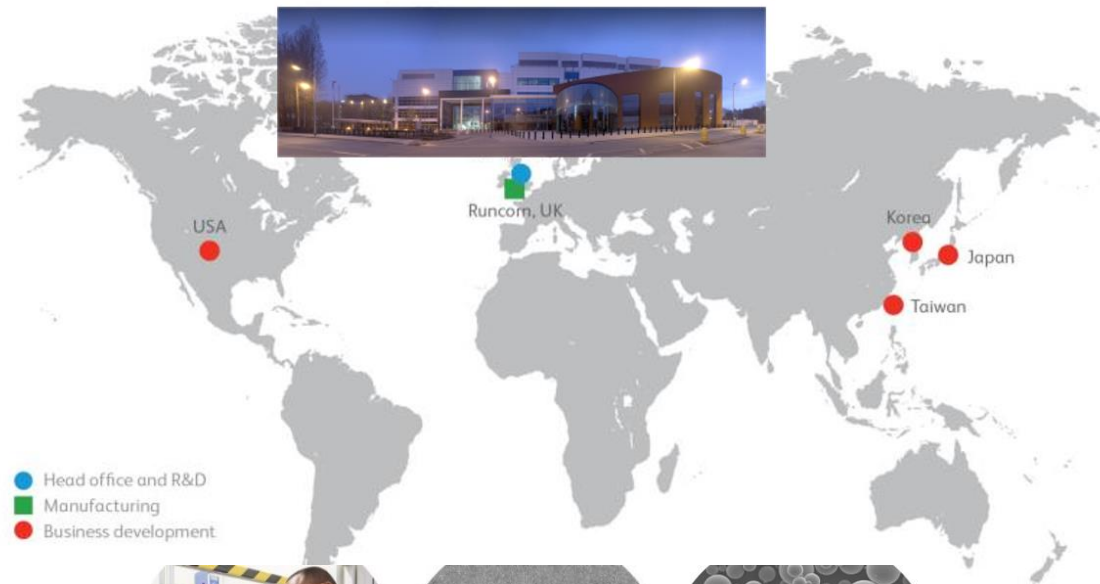 USA
Runcorn, UK
Korea
Japan
Taiwan
Head office and R&D
Manufacturing
Business development